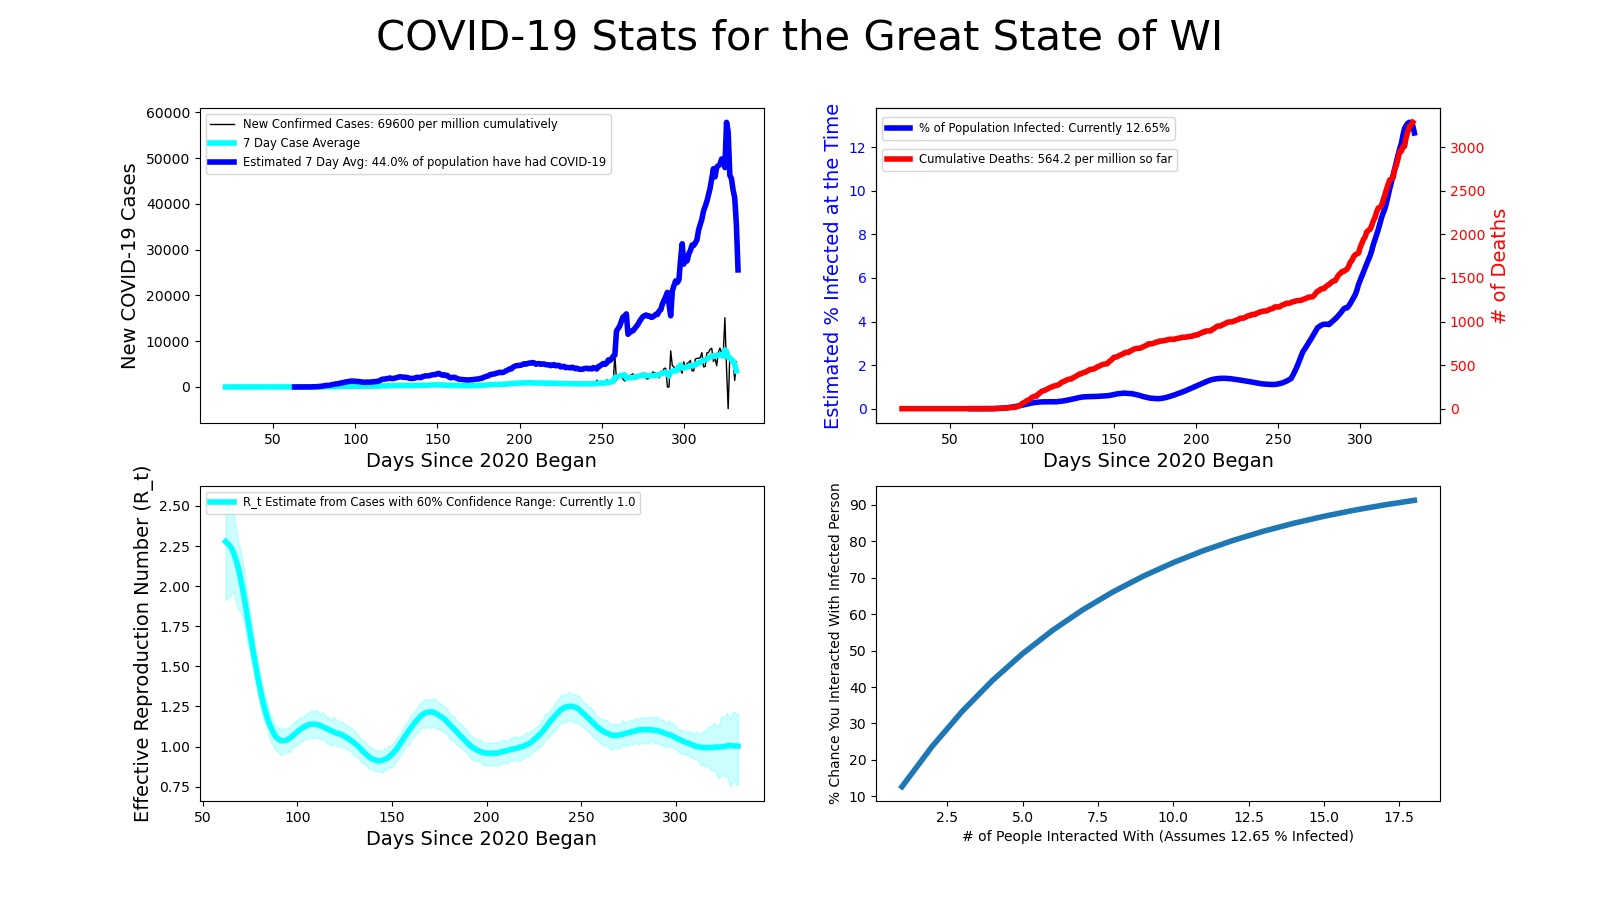 COVID-19 Stats for the Great State of WI
New COVID-19 Cases
60000
50000
40000
30000
20000
10000
0
New Confirmed Cases: 69600 per million cumulatively
7 Day Case Average
Estimated 7 Day Avg: 44.0% of population have had COVID-19
50 100 150 200 250 300
Days Since 2020 Began
Estimated % Infected at the Time
12
10
8
6
4
2
0
% of Population Infected: Currently 12.65%
Cumulative Deaths: 564.2 per million so far
3000
2500
2000
1500
1000
500
0
# of Deaths
50 100 150 200 250 300
Days Since 2020 Began
Effective Reproduction Number (R_t)
2.50
2.25
2.00
1.75
1.50
1.25
1.00
0.75
R_t Estimate from Cases with 60% Confidence Range: Currently 1.0
50 100 150 200 250 300
Days Since 2020 Began
% Chance You Interacted With Infected Person
90
80
70
60
50
40
30
20
10
2.5 5.0 7.5 10.0 12.5 15.0 17.5
# of People Interacted With (Assumes 12.65 % Infected)